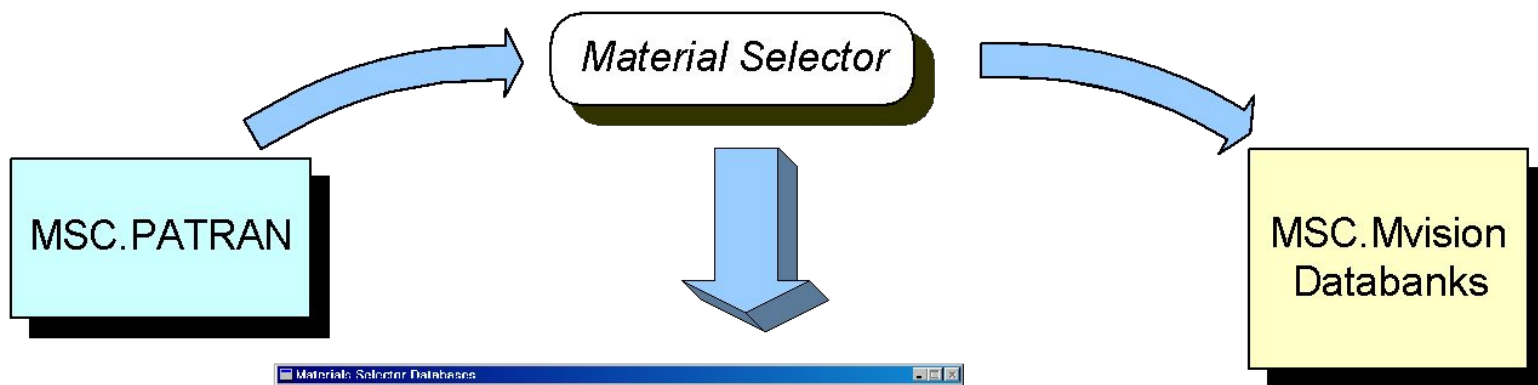 Material Selector
MSC.PATRAN
MSC.Mvision
Databanks
Materials Selector Databases